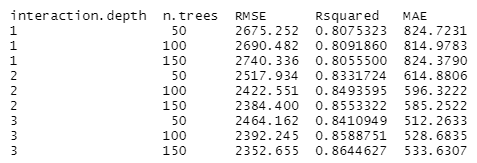 interaction.depth  n.trees  RMSE      Rsquared   MAE
1                   50      2675.252  0.8075323  824.7231
1                  100      2690.482  0.8091860  814.9783
1                  150      2740.336  0.8055500  824.3790
2                   50      2517.934  0.8331724  614.8806
2                  100      2422.551  0.8493595  596.3222
2                  150      2384.400  0.8553322  585.2522
3                   50      2464.162  0.8410949  512.2633
3                  100      2392.245  0.8588751  528.6835
3                  150      2352.655  0.8644627  533.6307